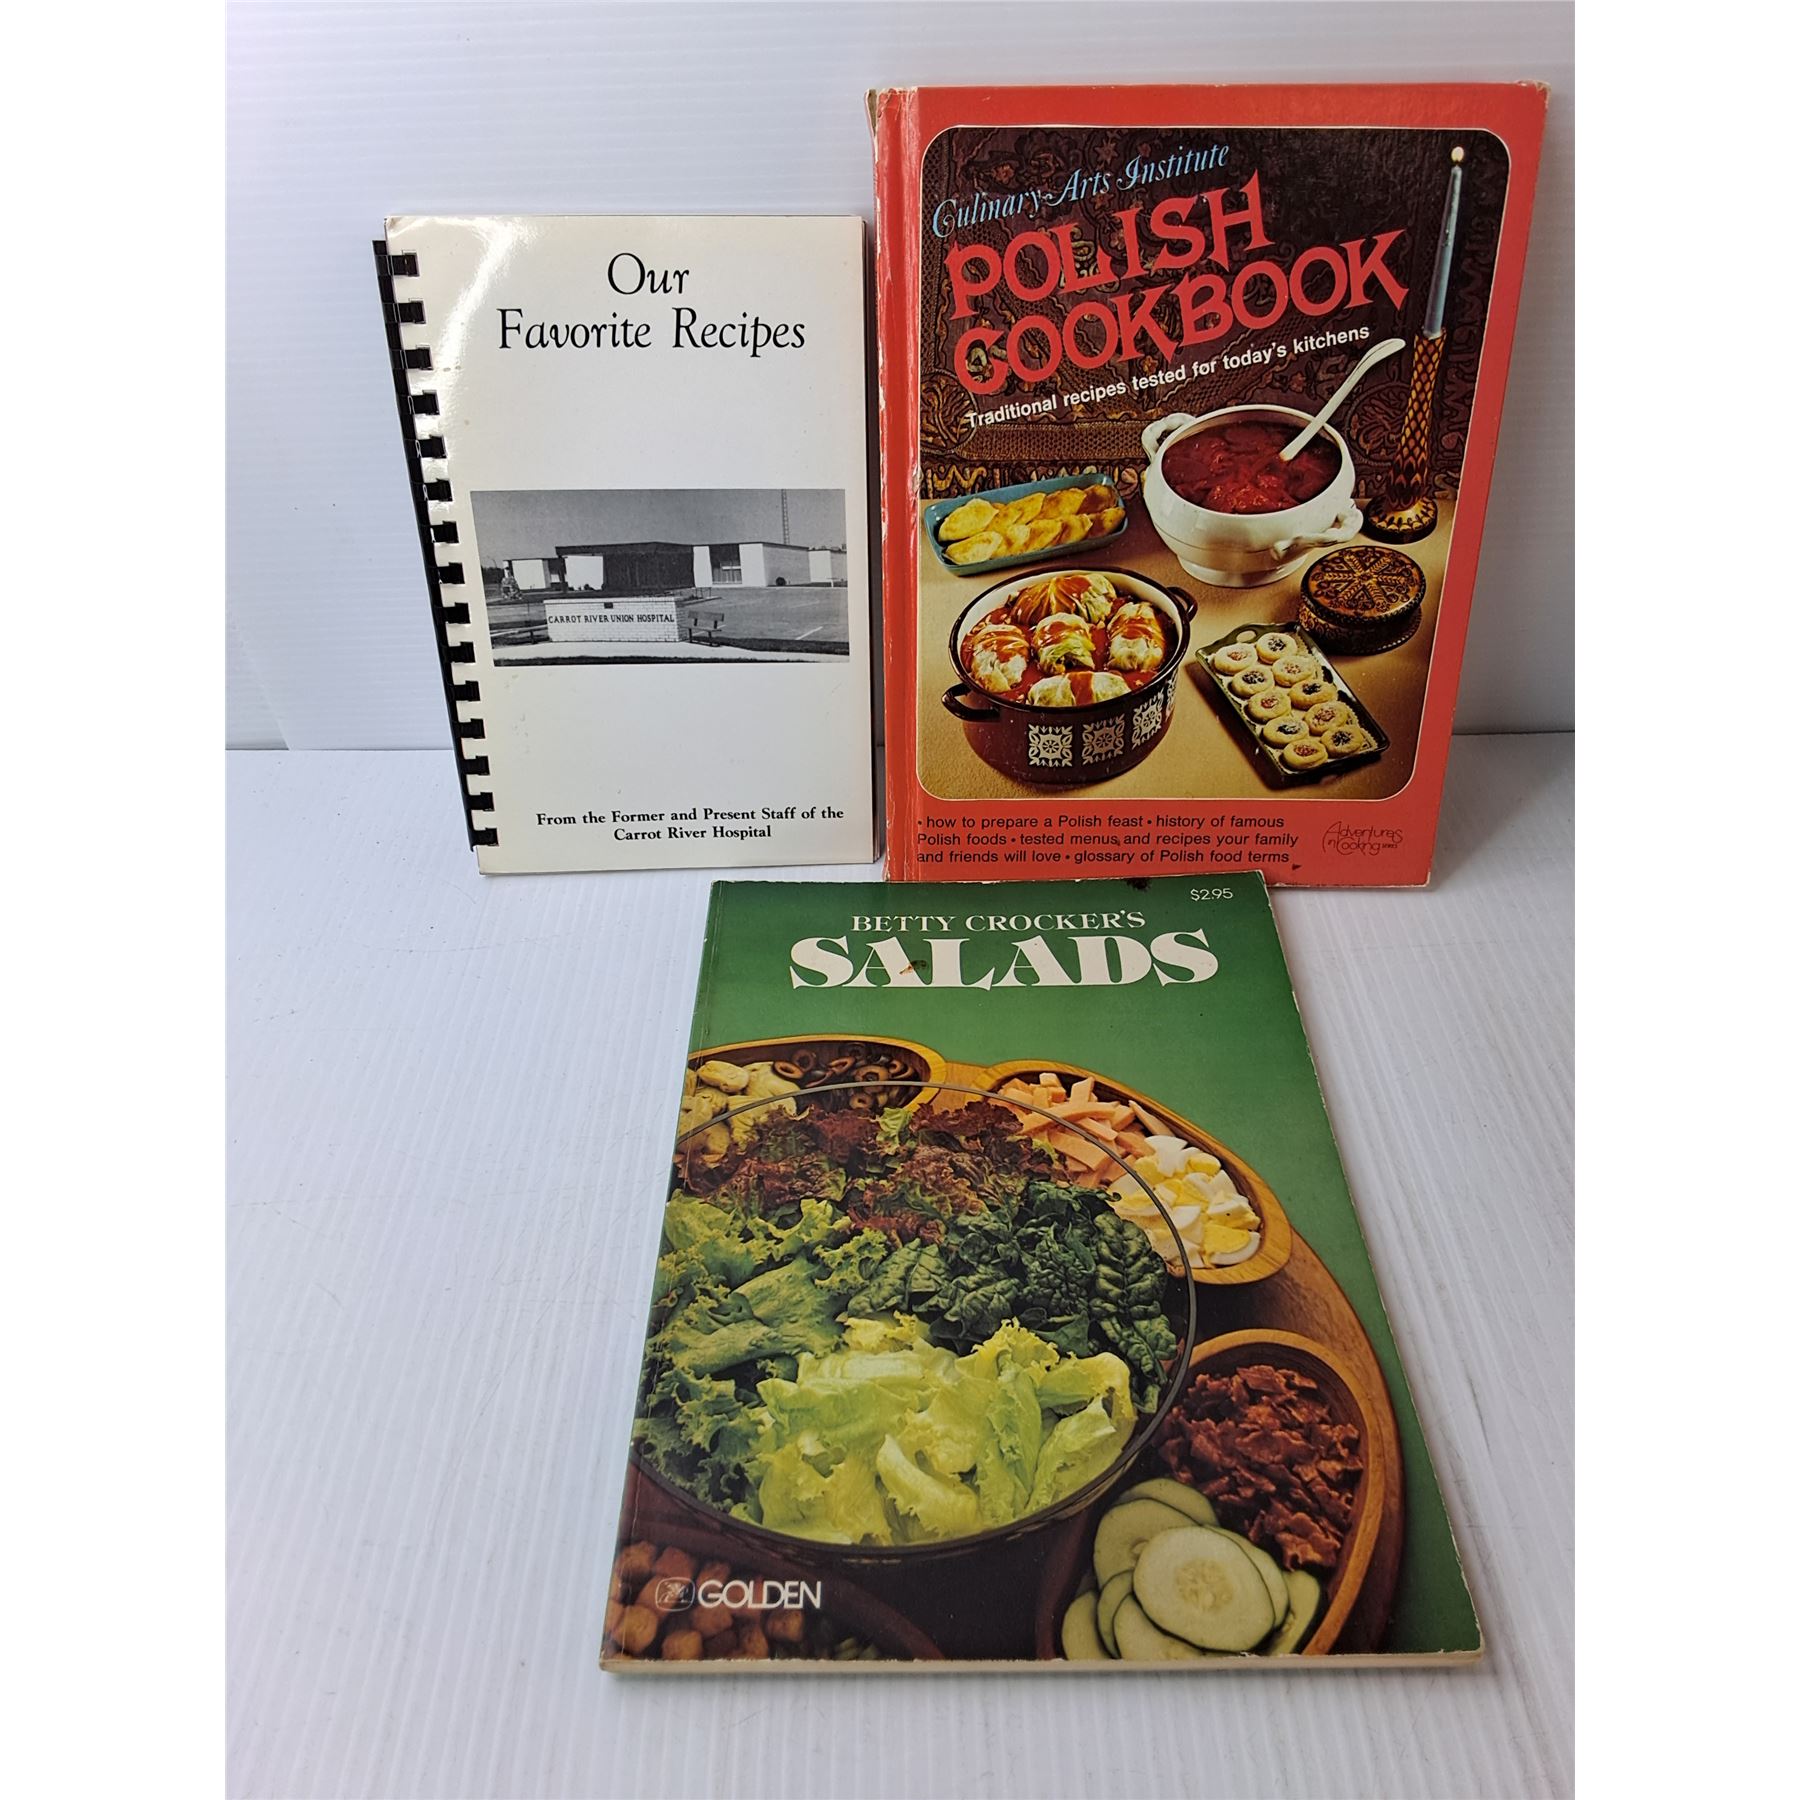 Our
Favorite Recipes
CARROT RIVER UNION HOSPITAL
From the Former and Present Staff of the
Carrot River Hospital
Culinary Arts Institute
POLISH
COOKBOOK
Traditional recipes tested for today's kitchens
• how to prepare a Polish feast • history of famous
Polish foods • tested menus and recipes your family
and friends will love • glossary of Polish food terms
Adventures
in Cooking SERIES
$2.95
BETTY CROCKER'S
SALADS
GOLDEN